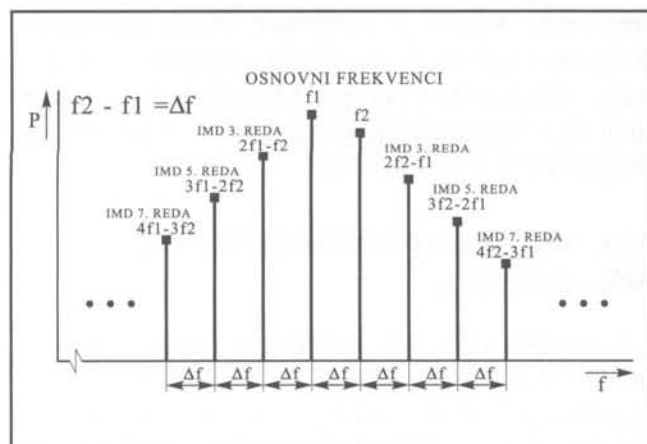 OSNOVNI FREKVENCI
P
f2 - f1 =Δf
f1
f2
IMD 3. REDA
2f1-f2
IMD 3. REDA
2f2-f1
IMD 5. REDA
3f1-2f2
IMD 5. REDA
3f2-2f1
IMD 7. REDA
4f1-3f2
IMD 7. REDA
4f2-3f1
• • •
• • •
Δf Δf Δf Δf Δf Δf Δf
f